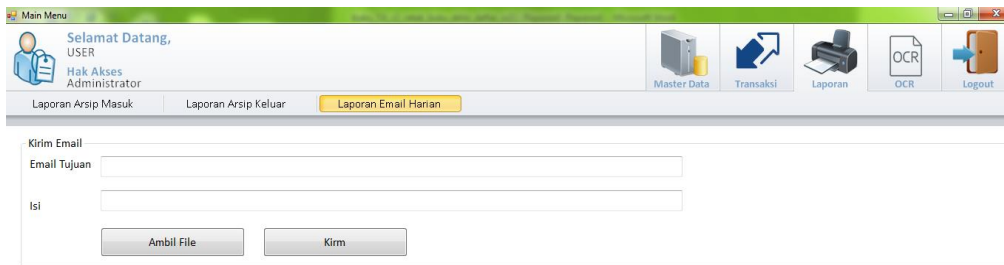 Main Menu
Selamat Datang,
USER
Hak Akses
Administrator
Master Data
Transaksi
Laporan
OCR
OCR
Logout
Laporan Arsip Masuk
Laporan Arsip Keluar
Laporan Email Harian
Kirim Email
Email Tujuan
Isi
Ambil File
Kirm